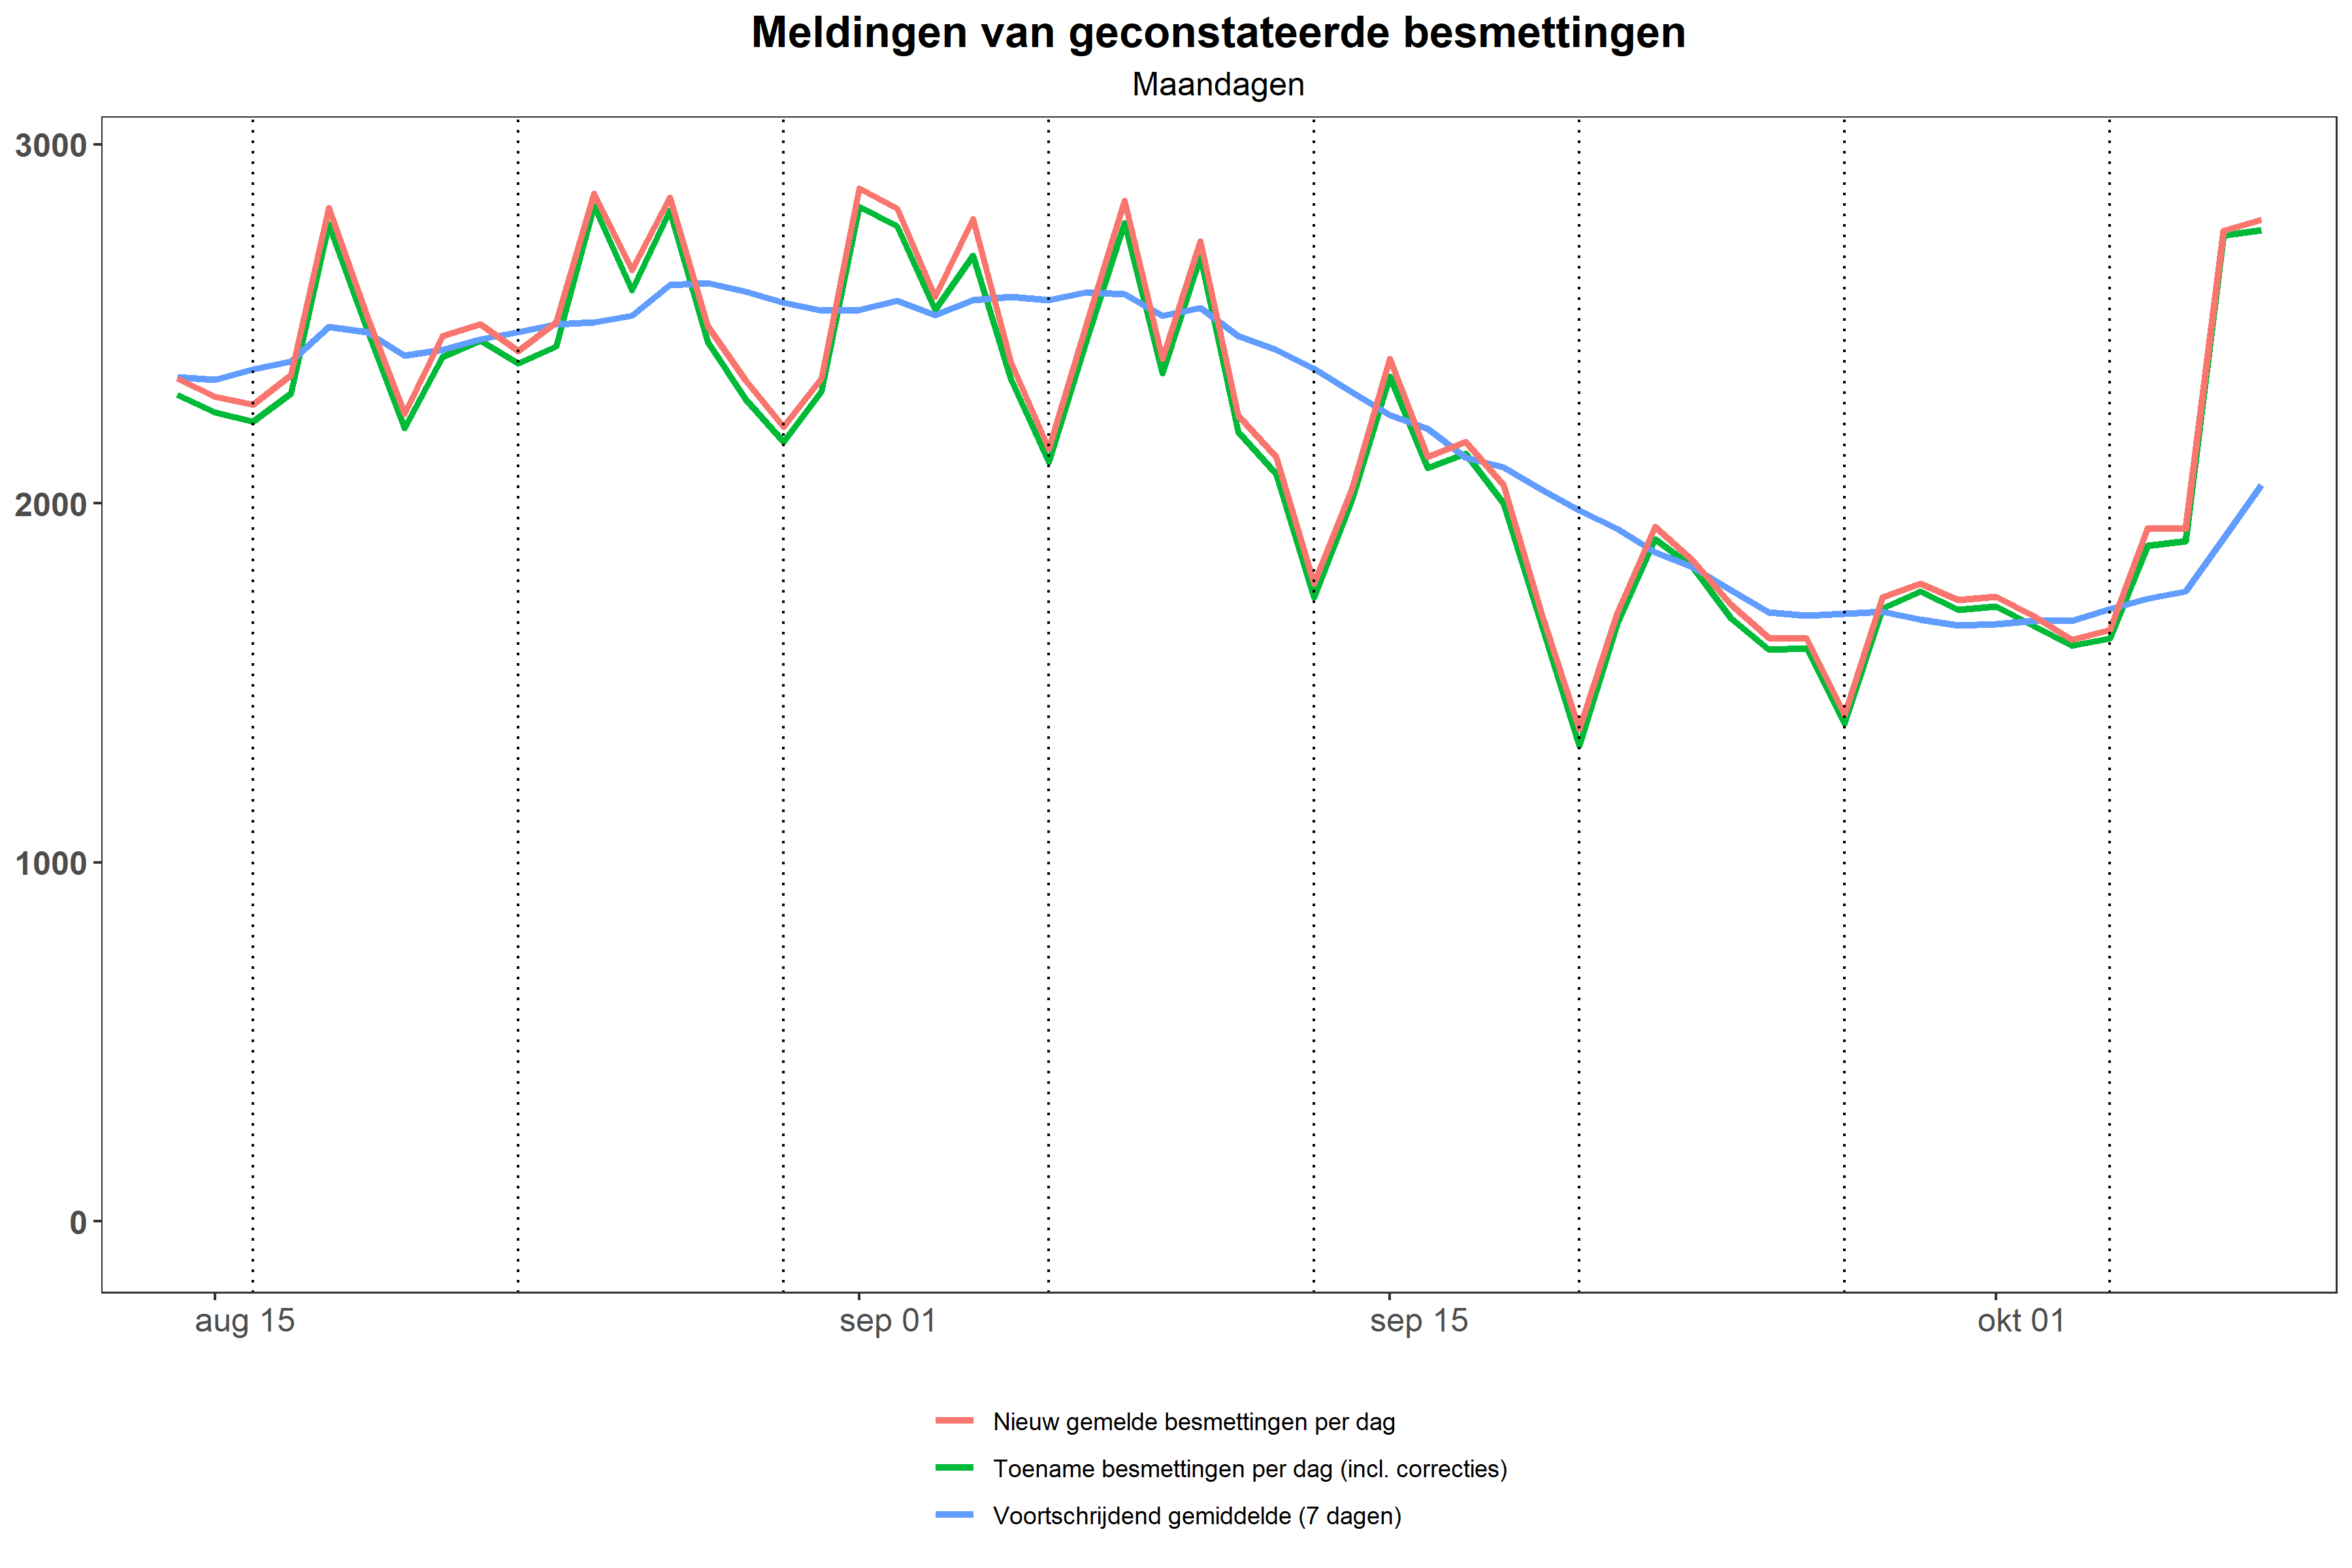 Meldingen van geconstateerde besmettingen
Maandagen
3000
2000
1000
0
aug 15
sep 01
sep 15
okt 01
Nieuw gemelde besmettingen per dag
Toename besmettingen per dag (incl. correcties)
Voortschrijdend gemiddelde (7 dagen)